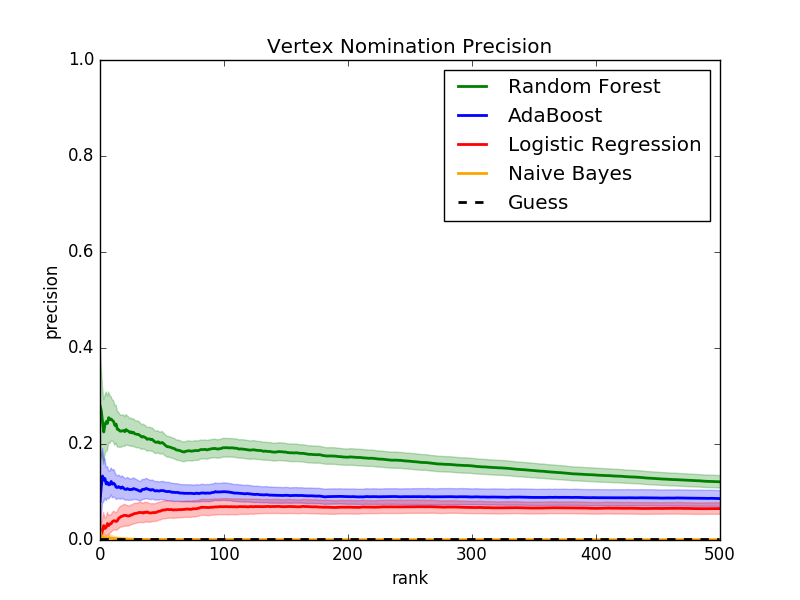 Vertex Nomination Precision
1.0
0.8
0.6
0.4
0.2
0.0
precision
Random Forest
AdaBoost
Logistic Regression
Naive Bayes
Guess
0 100 200 300 400 500
rank